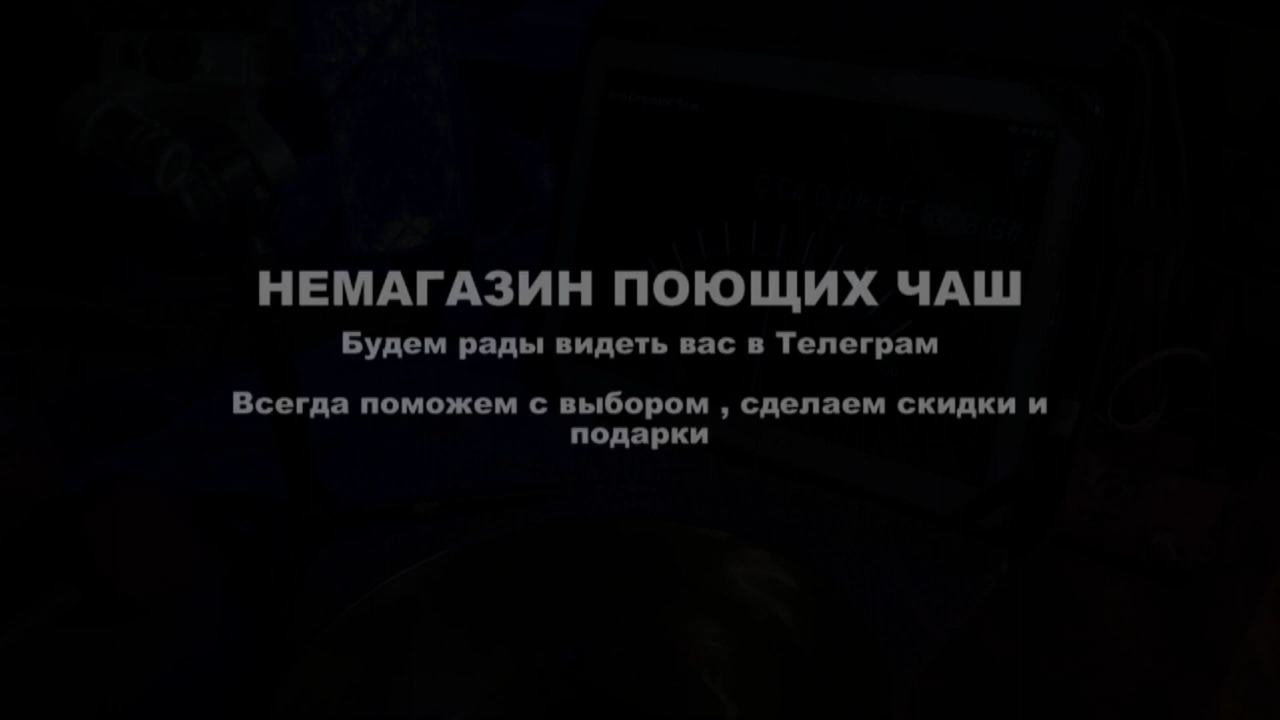 НЕМАГАЗИН ПОЮЩИХ ЧАШ
Будем рады видеть вас в Телеграм
Всегда поможем с выбором , сделаем скидки и
подарки